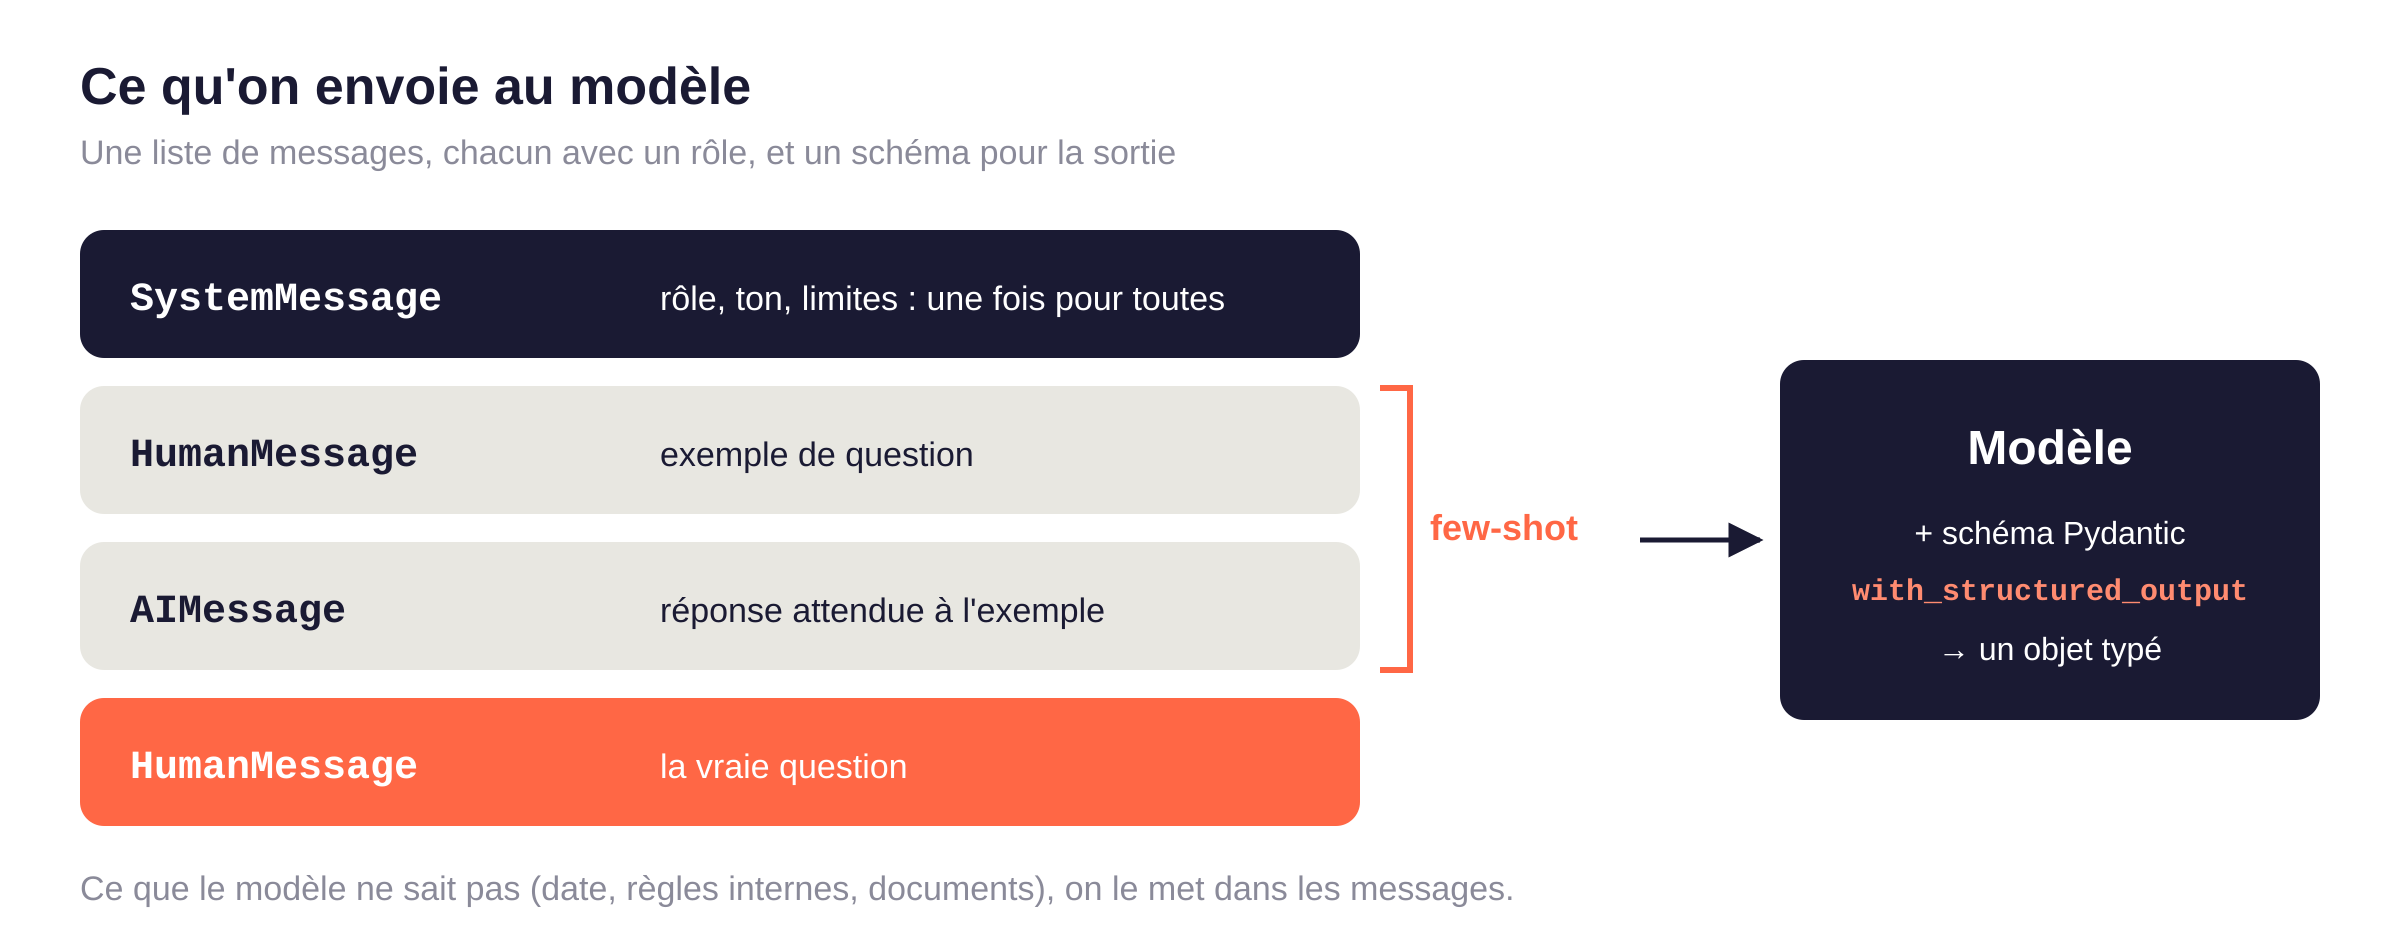 Ce qu'on envoie au modèle
Une liste de messages, chacun avec un rôle, et un schéma pour la sortie
SystemMessage rôle, ton, limites : une fois pour toutes
HumanMessage exemple de question
AIMessage réponse attendue à l'exemple
HumanMessage la vraie question
few-shot
Modèle
+ schéma Pydantic
with_structured_output
→ un objet typé
Ce que le modèle ne sait pas (date, règles internes, documents), on le met dans les messages.